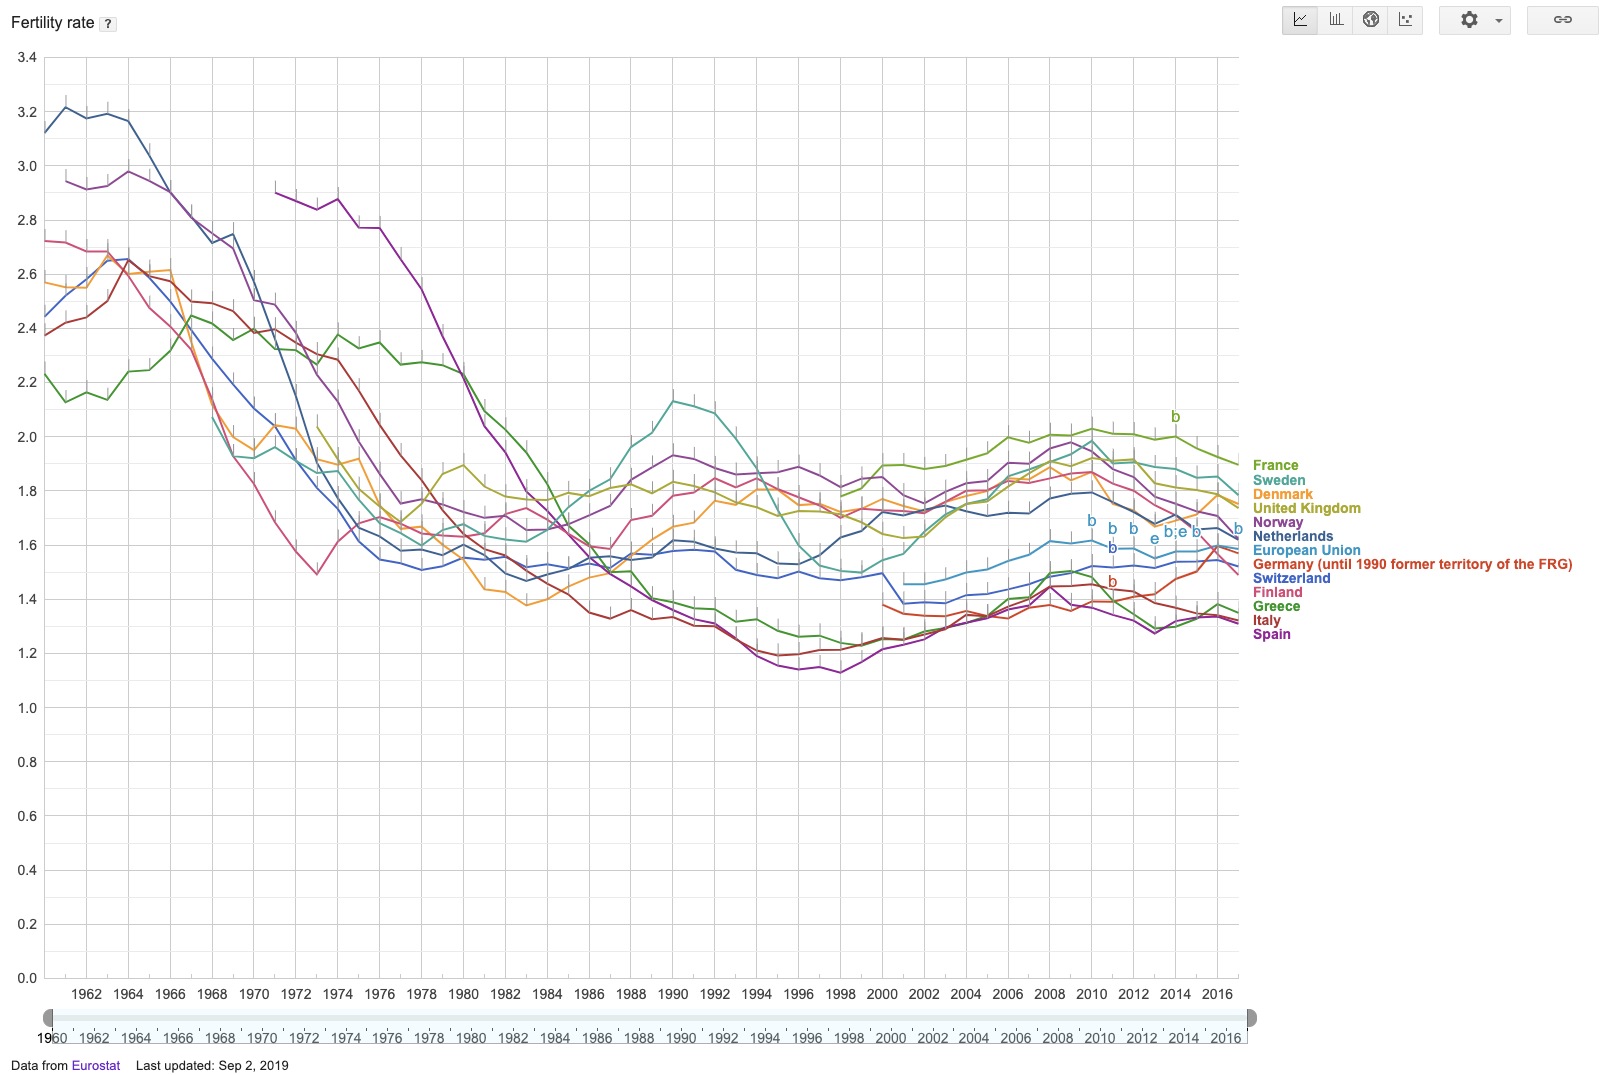 Fertility rate ?
3.4
3.2
3.0
2.8
2.6
2.4
2.2
2.0
1.8
1.6
1.4
1.2
1.0
0.8
0.6
0.4
0.2
0.0
b
b b b b;e b b
e
b
b
France
Sweden
Denmark
United Kingdom
Norway
Netherlands
European Union
Germany (until 1990 former territory of the FRG)
Switzerland
Finland
Greece
Italy
Spain
1962 1964 1966 1968 1970 1972 1974 1976 1978 1980 1982 1984 1986 1988 1990 1992 1994 1996 1998 2000 2002 2004 2006 2008 2010 2012 2014 2016
1960 1962 1964 1966 1968 1970 1972 1974 1976 1978 1980 1982 1984 1986 1988 1990 1992 1994 1996 1998 2000 2002 2004 2006 2008 2010 2012 2014 2016
Data from Eurostat Last updated: Sep 2, 2019